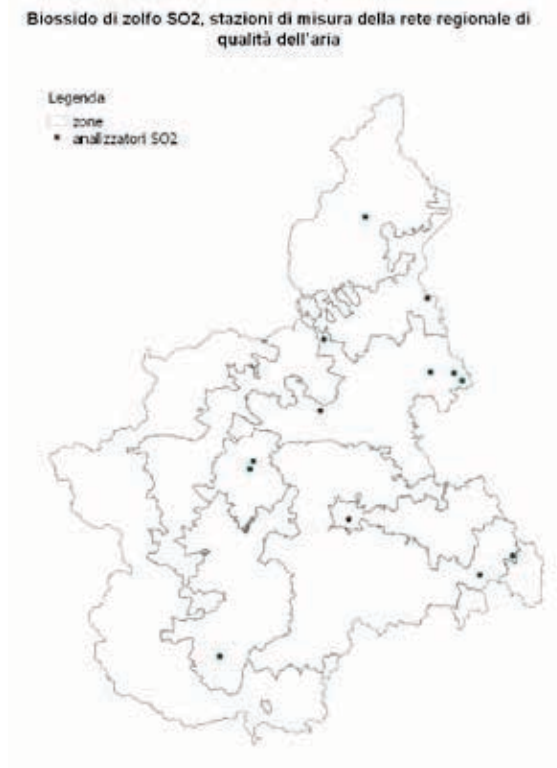 Biossido di zolfo SO2, stazioni di misura della rete regionale di
qualità dell'aria
Legenda
zone
analizzatori SO2